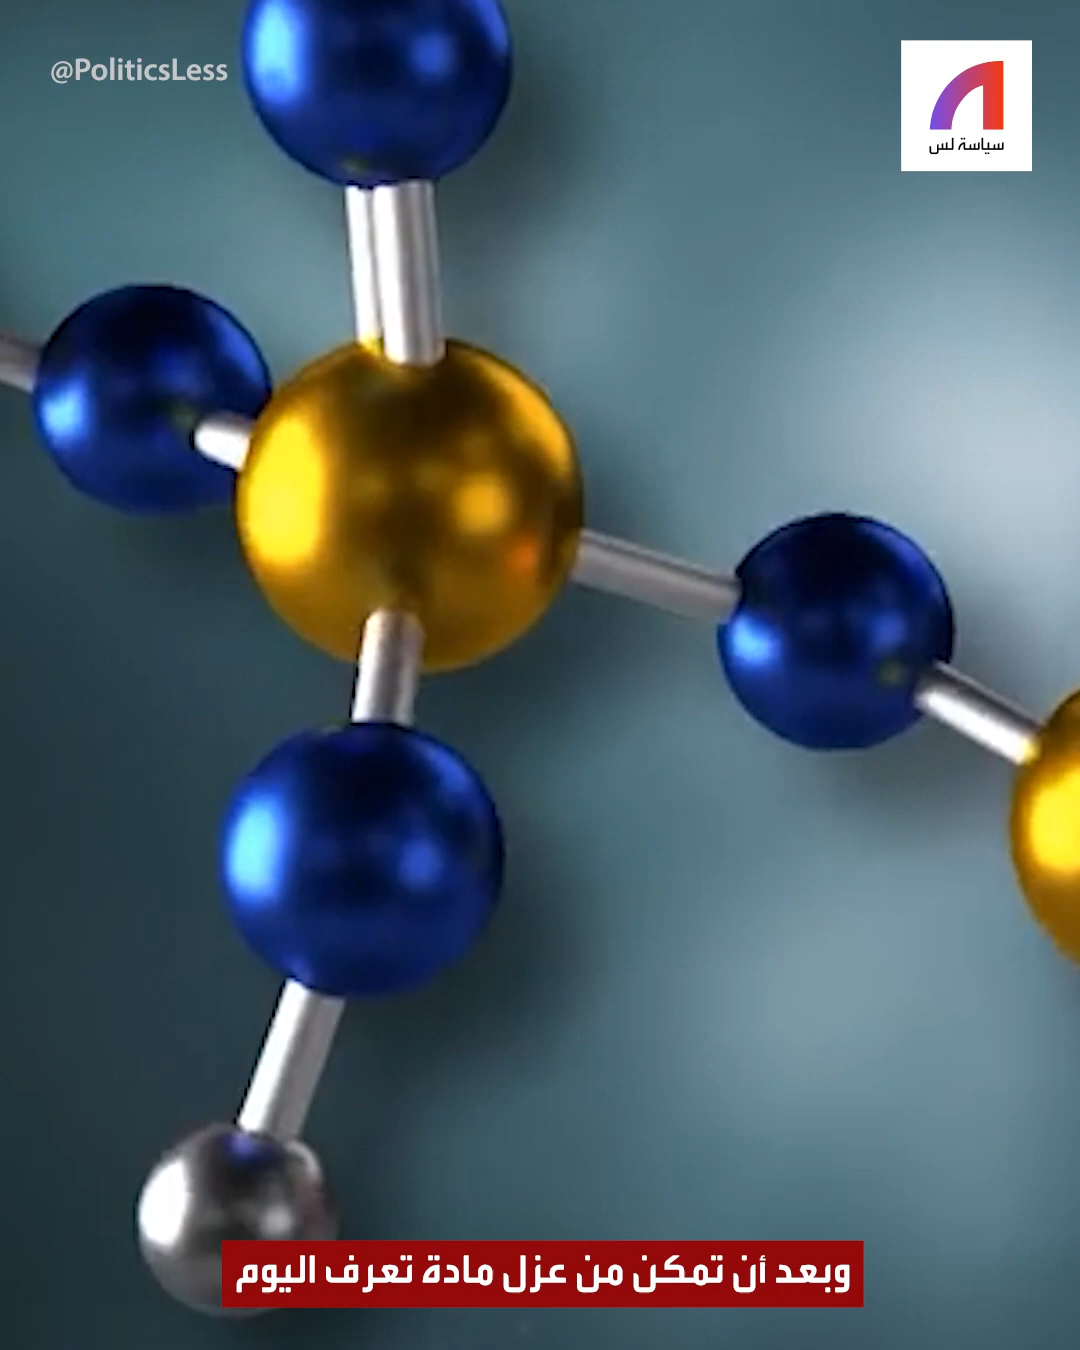 @PoliticsLess
سياسة لس
وبعد أن تمكن من عزل مادة تعرف اليوم